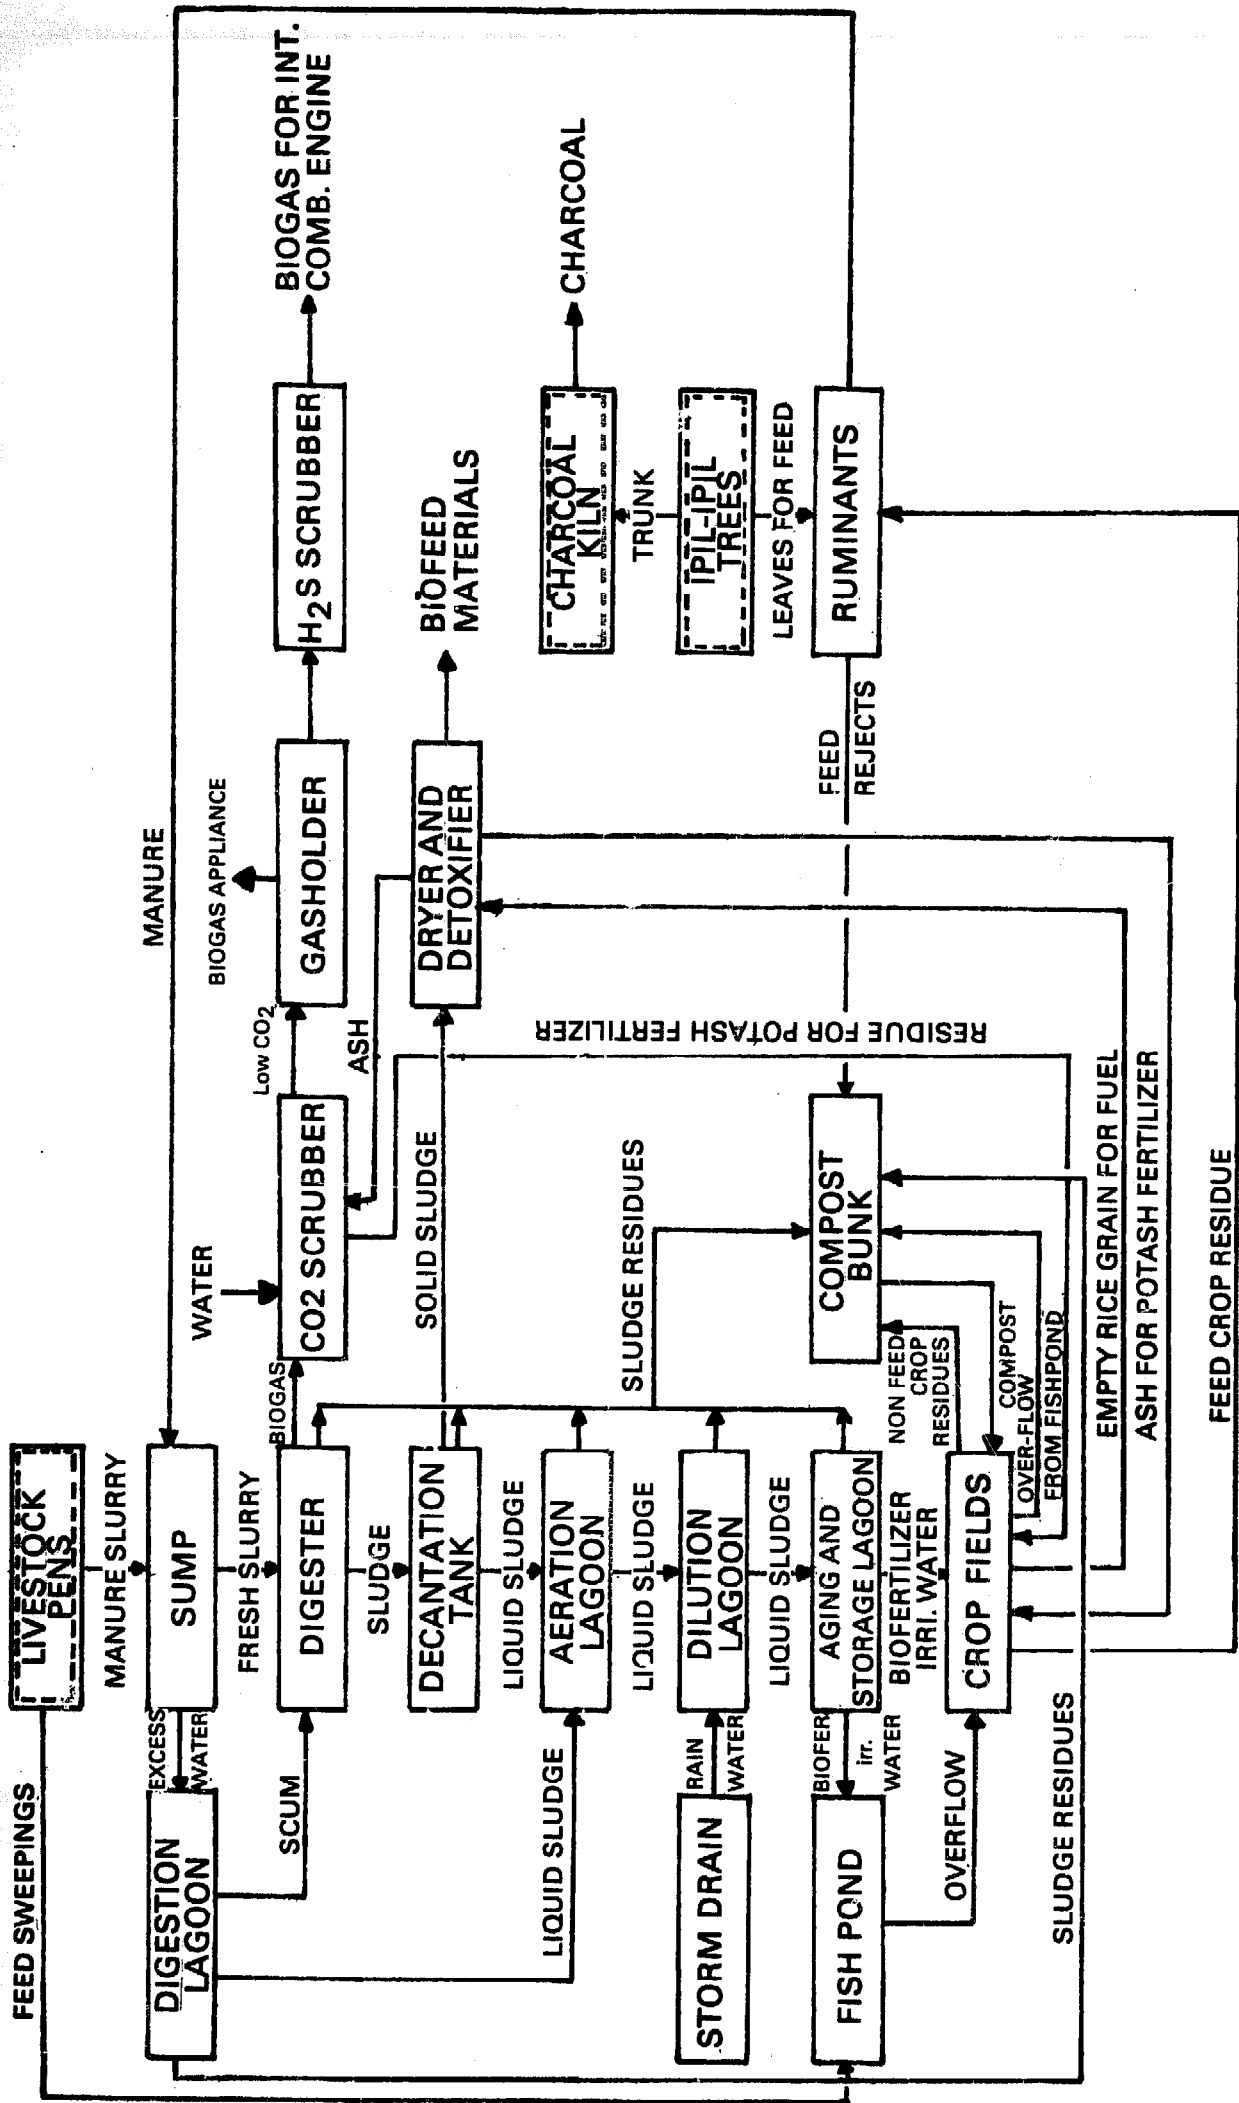 FEED SWEEPINGS
LIVESTOCK
PENS
MANURE SLURRY
MANURE
DIGESTION
LAGOON
EXCESS
WATER
SUMP
FRESH SLURRY
WATER
BIOGAS APPLIANCE
SCUM
DIGESTER
BIOGAS
CO2 SCRUBBER
Low CO2
GASHOLDER
H2S SCRUBBER
BIOGAS FOR INT.
COMB. ENGINE
SLUDGE
ASH
DECANTATION
TANK
SOLID SLUDGE
DRYER AND
DETOXIFIER
BIOFEED
MATERIALS
LIQUID SLUDGE
LIQUID SLUDGE
AERATION
LAGOON
CHARCOAL
KILN
CHARCOAL
LIQUID SLUDGE
SLUDGE RESIDUES
TRUNK
RESIDUE FOR POTASH FERTILIZER
STORM DRAIN
RAIN
WATER
DILUTION
LAGOON
IPIL-IPIL
TREES
LIQUID SLUDGE
LEAVES FOR FEED
FISH POND
BIOFER
irr.
WATER
AGING AND
STORAGE LAGOON
COMPOST
BUNK
FEED
REJECTS
RUMINANTS
BIOFERTILIZER
IRRI. WATER
NON FEED
CROP
RESIDUES
OVERFLOW
CROP FIELDS
COMPOST
OVER-FLOW
FROM FISHPOND
SLUDGE RESIDUES
EMPTY RICE GRAIN FOR FUEL
ASH FOR POTASH FERTILIZER
FEED CROP RESIDUE